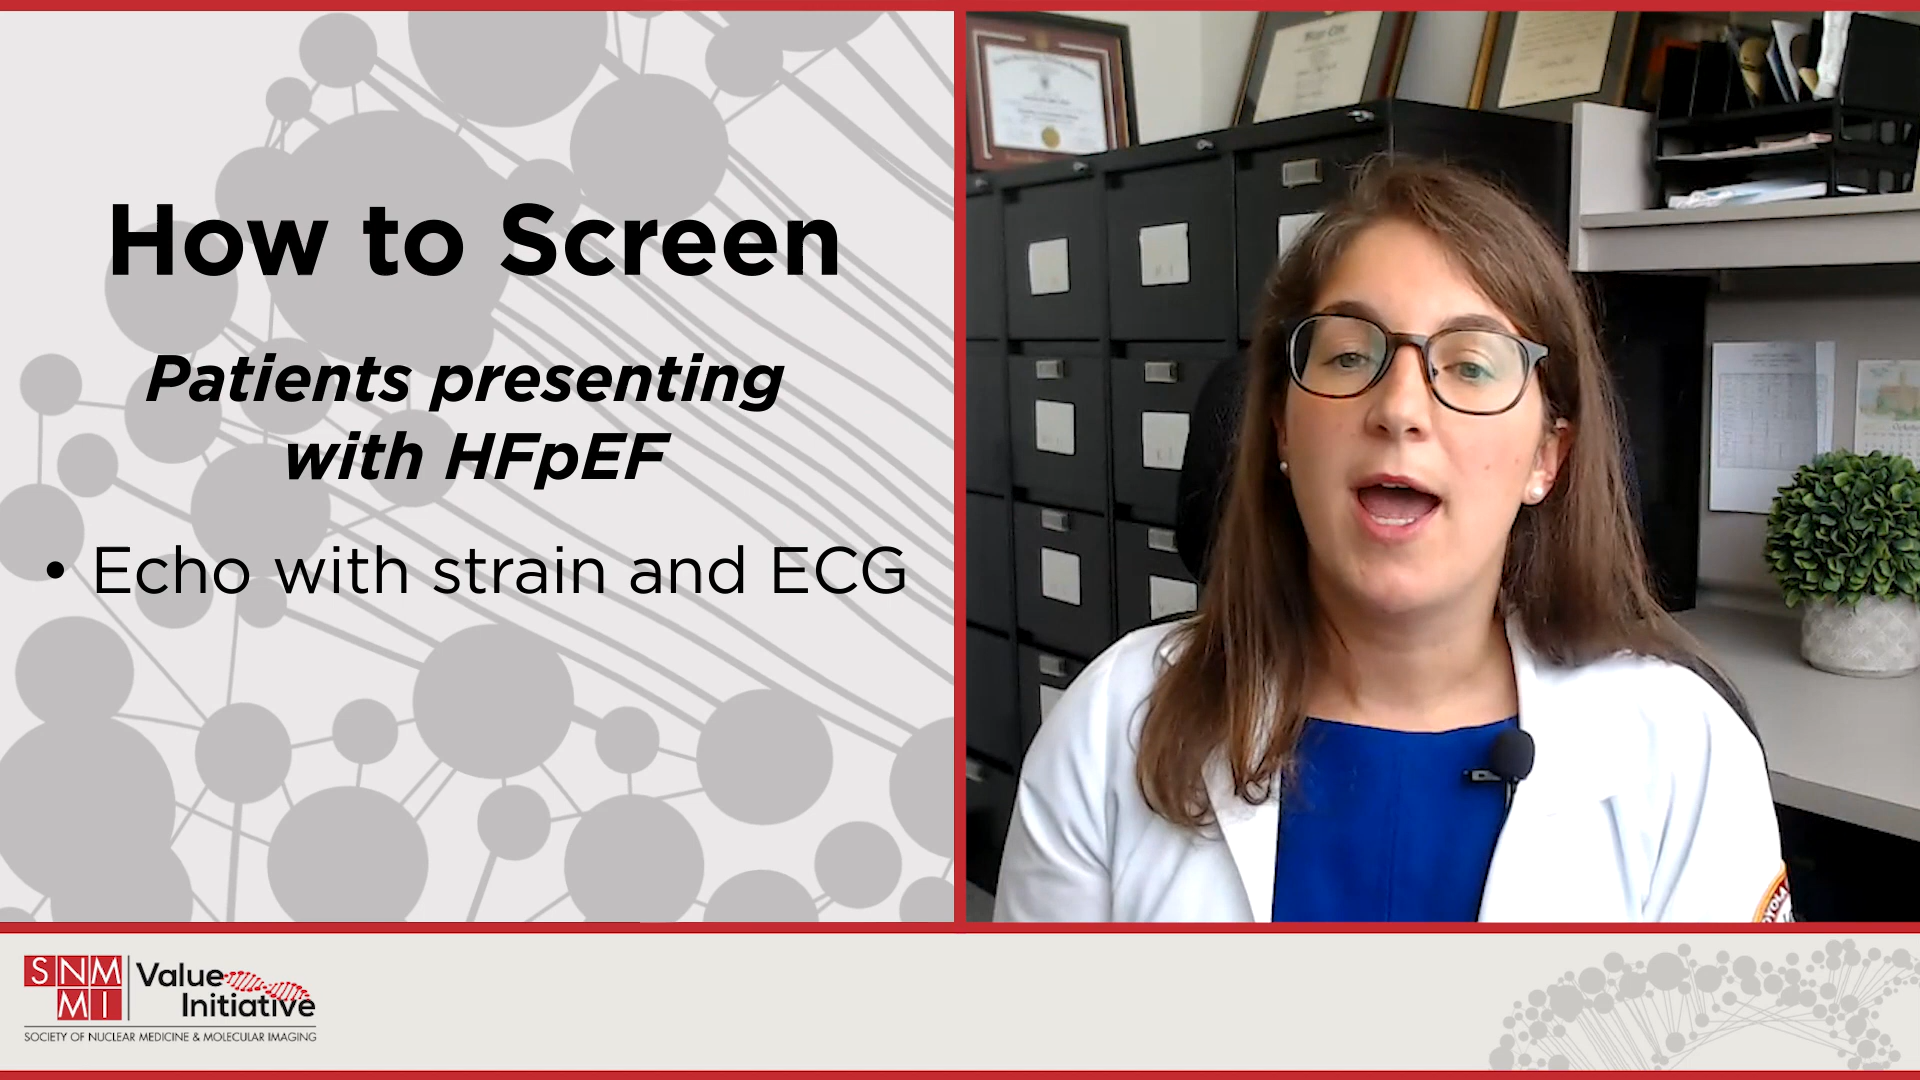 How to Screen
Patients presenting
with HFpEF
• Echo with strain and ECG
SNM
MI
Value
Initiative
SOCIETY OF NUCLEAR MEDICINE & MOLECULAR IMAGING